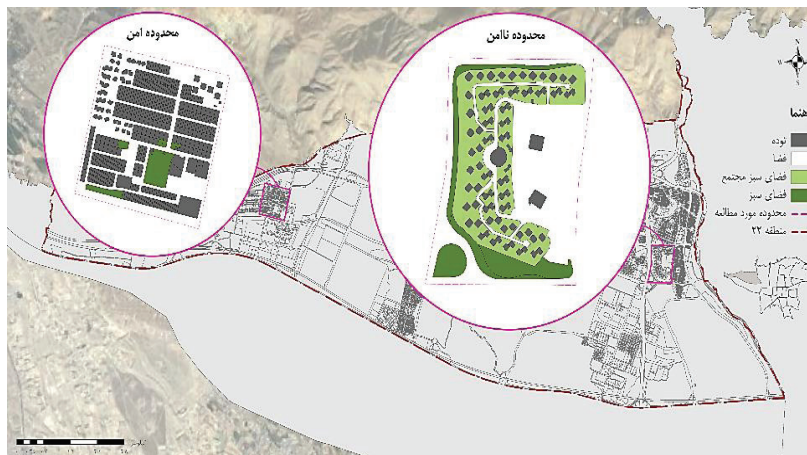 محدوده امن
محدوده ناامن
هنما
توده
فضا
فضای سبز مجتمع
فضای سبز
محدوده مورد مطالعه
منطقه ۲۲
N